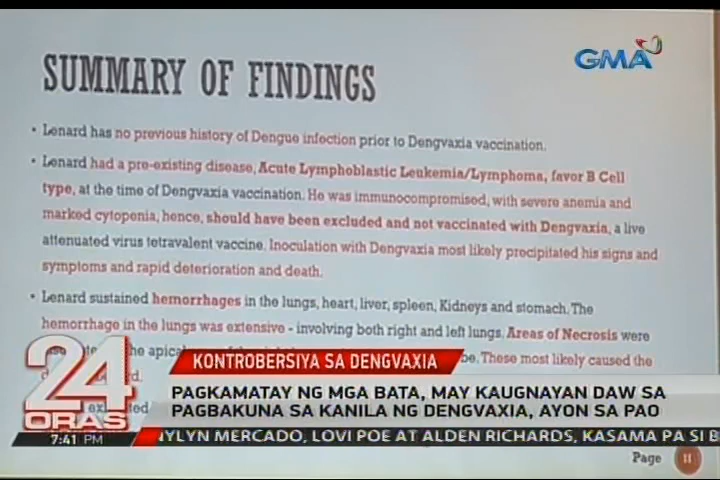 GMA
SUMMARY OF FINDINGS
• Lenard has no previous history of Dengue infection prior to Dengvaxia vaccination.
• Lenard had a pre-existing disease, Acute Lymphoblastic Leukemia/Lymphoma, favor B Cell
type, at the time of Dengvaxia vaccination. He was immunocompromised, with severe anemia and
marked cytopenia, hence, should have been excluded and not vaccinated with Dengvaxia, a live
attenuated virus tetravalent vaccine. Inoculation with Dengvaxia most likely precipitated his signs and
symptoms and rapid deterioration and death.
• Lenard sustained hemorrhages in the lungs, heart, liver, spleen, Kidneys and stomach. The
hemorrhage in the lungs was extensive - involving both right and left lungs. Areas of Necrosis were
the apical
These most likely caused the
KONTROBERSIYA SA DENGVAXIA
24 ORAS
PAGKAMATAY NG MGA BATA, MAY KAUGNAYAN DAW SA
PAGBAKUNA SA KANILA NG DENGVAXIA, AYON SA PAO
7:41 PM
NYLYN MERCADO, LOVI POE AT ALDEN RICHARDS, KASAMA PA SI B
Page 11